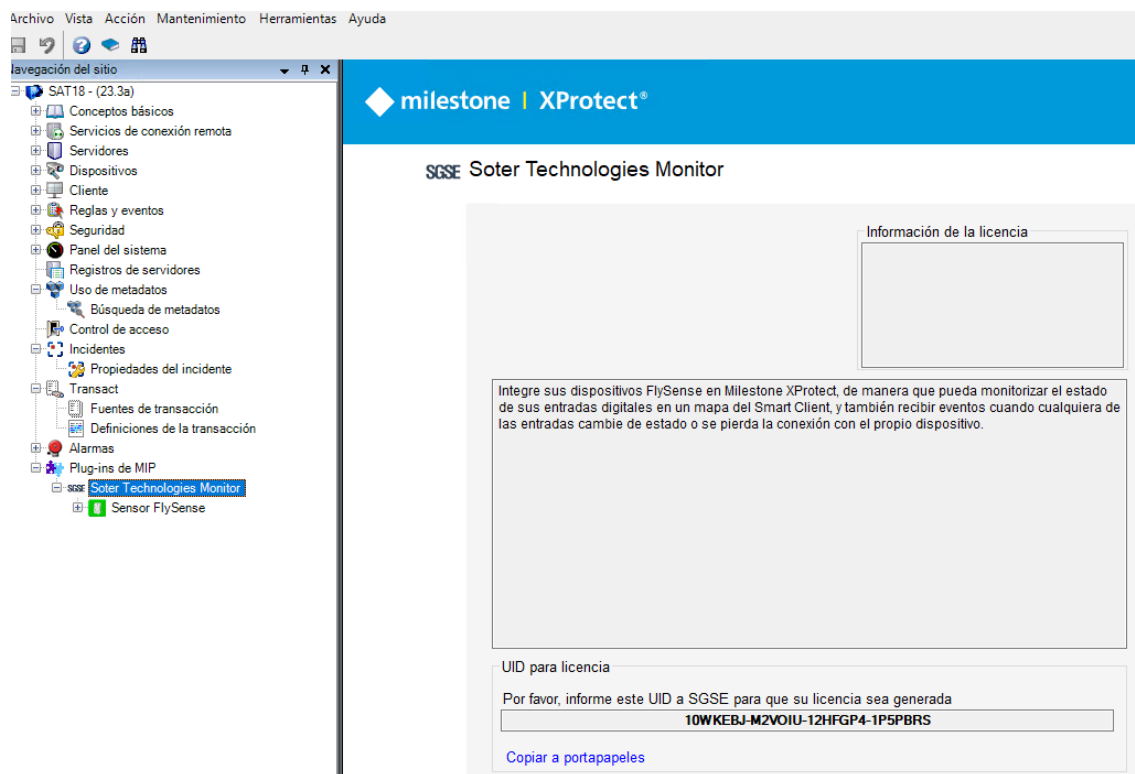 Archivo Vista Acción Mantenimiento Herramientas Ayuda
Navegación del sitio
SAT18 - (23.3a)
Conceptos básicos
Servicios de conexión remota
Servidores
Dispositivos
Cliente
Reglas y eventos
Seguridad
Panel del sistema
Registros de servidores
Uso de metadatos
Búsqueda de metadatos
Control de acceso
Incidentes
Propiedades del incidente
Transact
Fuentes de transacción
Definiciones de la transacción
Alarmas
Plug-ins de MIP
SGSE Soter Technologies Monitor
Sensor FlySense
milestone | XProtect®
SGSE Soter Technologies Monitor
Información de la licencia
Integre sus dispositivos FlySense en Milestone XProtect, de manera que pueda monitorizar el estado
de sus entradas digitales en un mapa del Smart Client, y también recibir eventos cuando cualquiera de
las entradas cambie de estado o se pierda la conexión con el propio dispositivo.
UID para licencia
Por favor, informe este UID a SGSE para que su licencia sea generada
10WKEBJ-M2VOIU-12HFGP4-1P5PBRS
Copiar a portapapeles